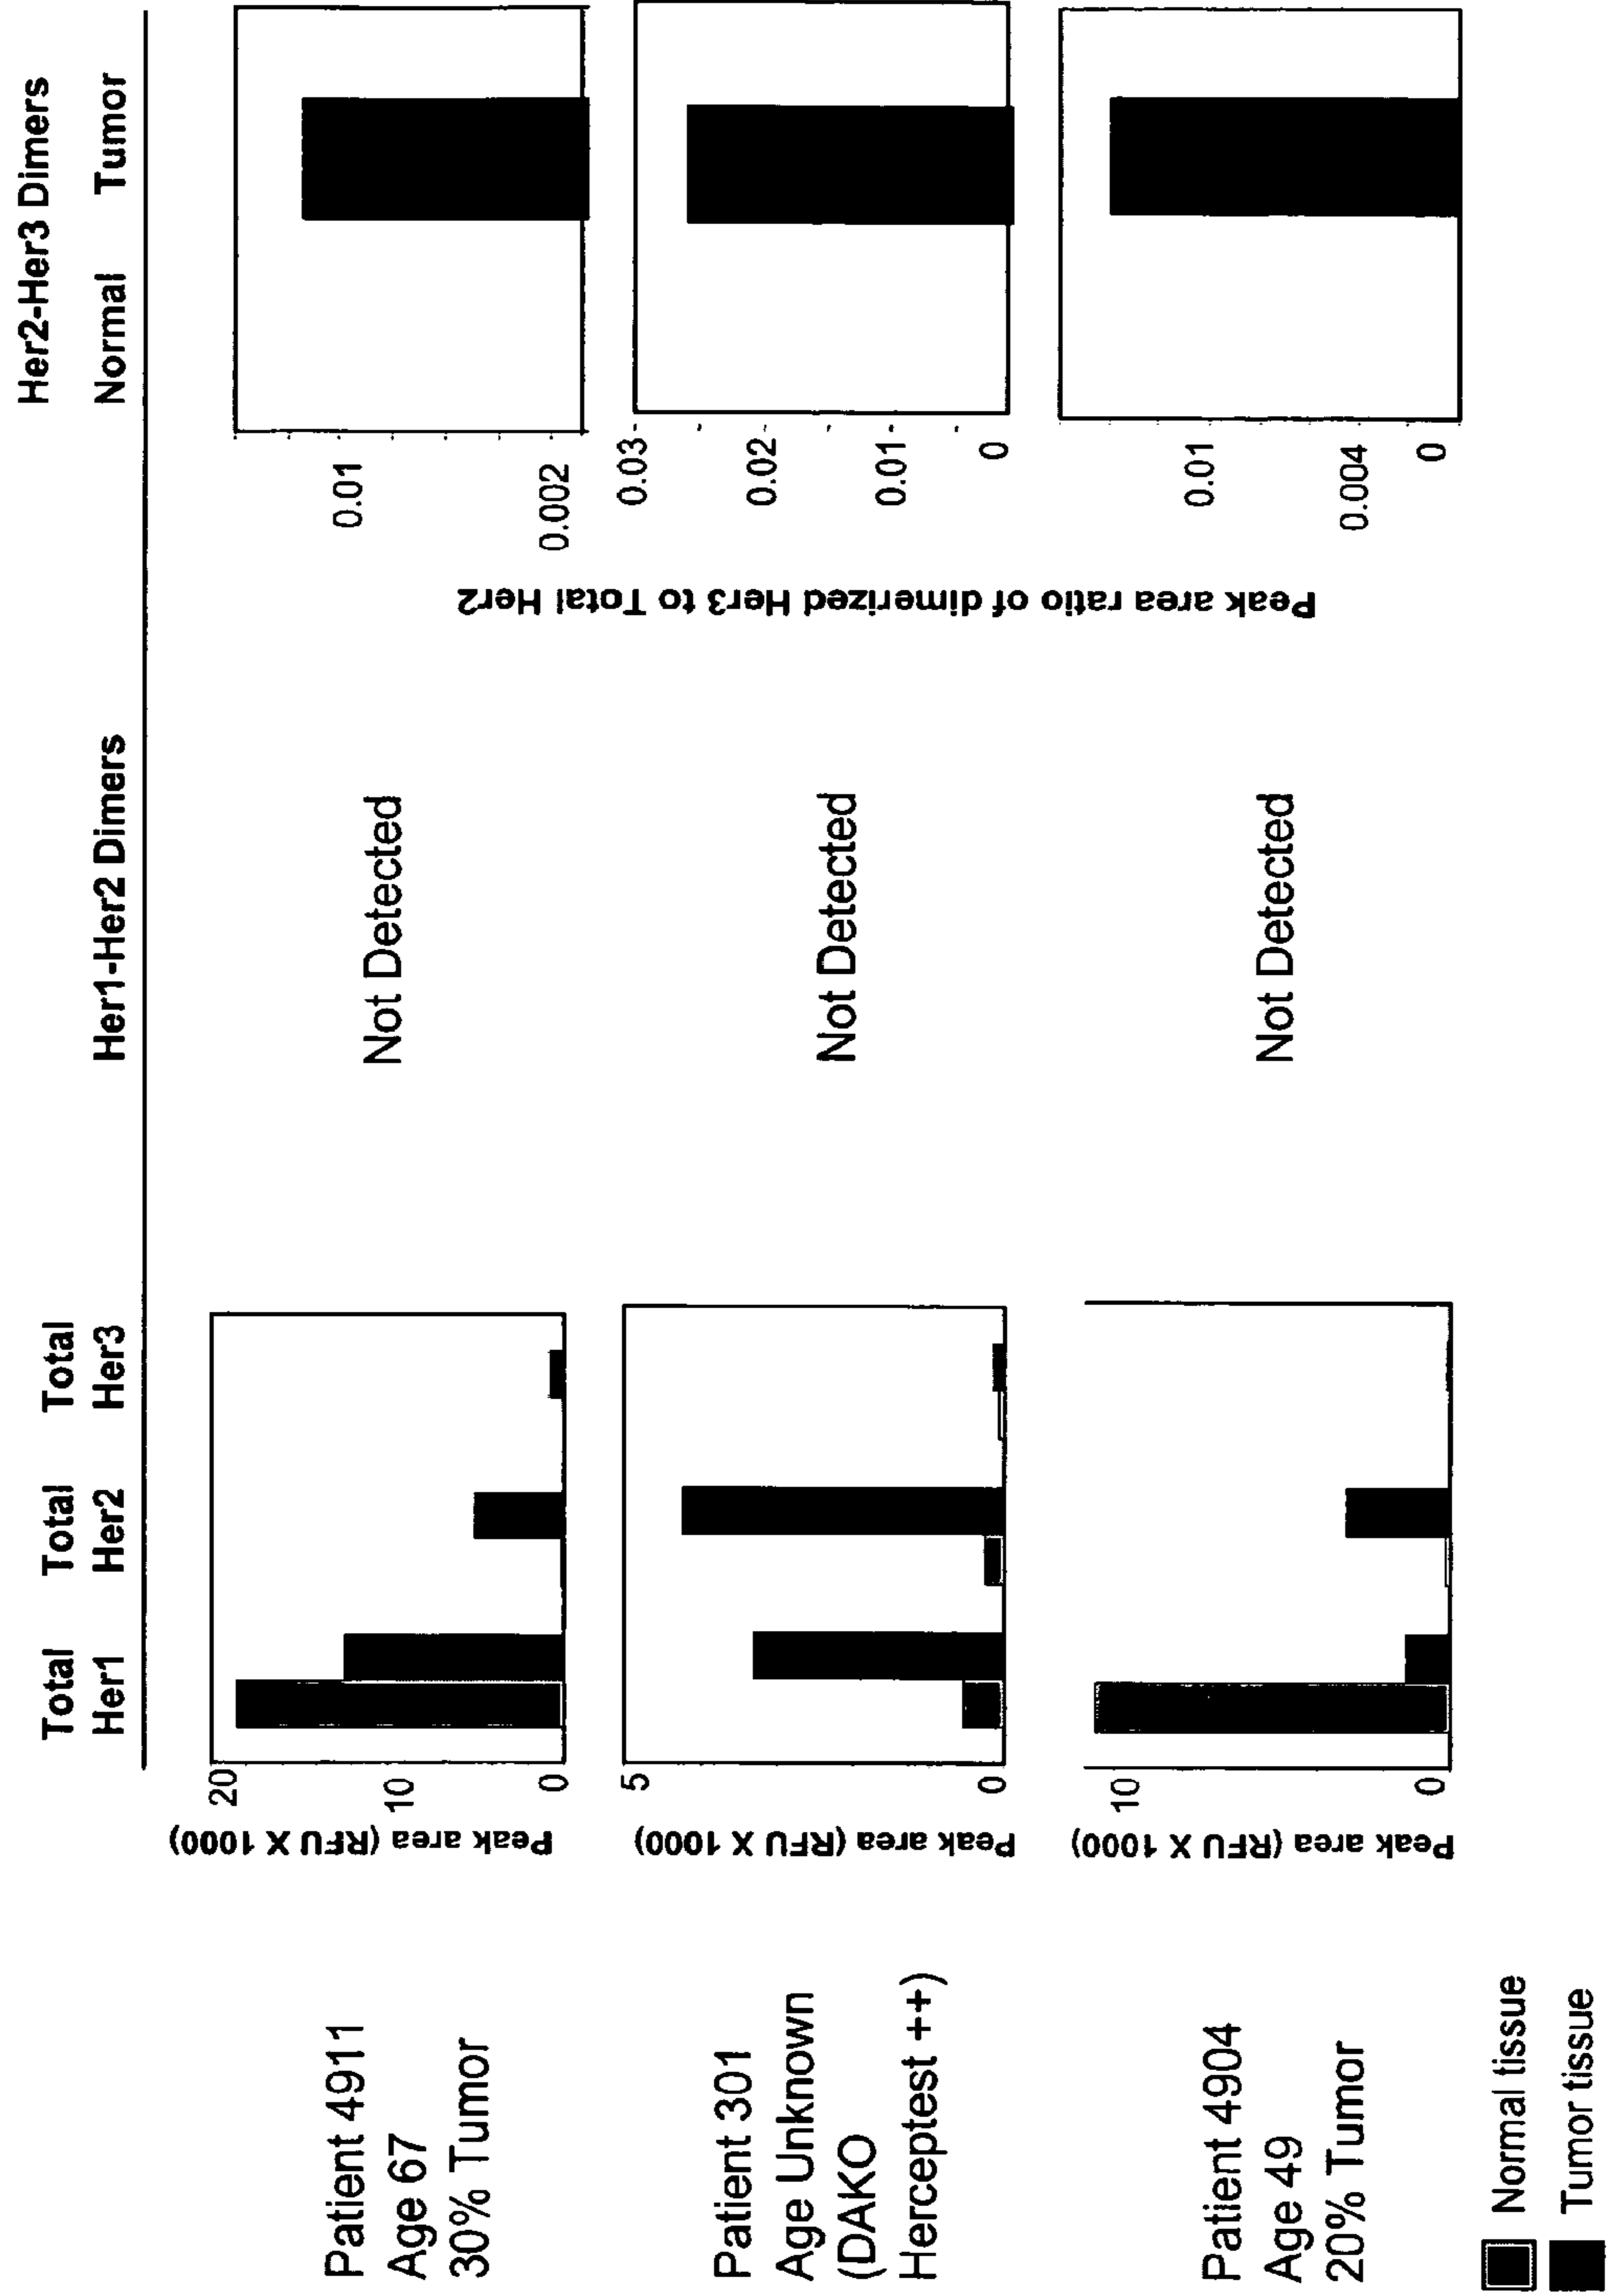 Total Her1
Total Her2
Total Her3
Her1-Her2 Dimers
Her2-Her3 Dimers
Normal Tumor
Patient 4911
Age 67
30% Tumor
Peak area (RFU X 1000)
20
10
0
Not Detected
0.01
0.002
Patient 301
Age Unknown
(DAKO
Herceptest ++)
Peak area (RFU X 1000)
5
0
Not Detected
Peak area ratio of dimerized Her3 to Total Her2
0.03
0.02
0.01
0
Patient 4904
Age 49
20% Tumor
Peak area (RFU X 1000)
10
0
Not Detected
0.01
0.004
0
Normal tissue
Tumor tissue